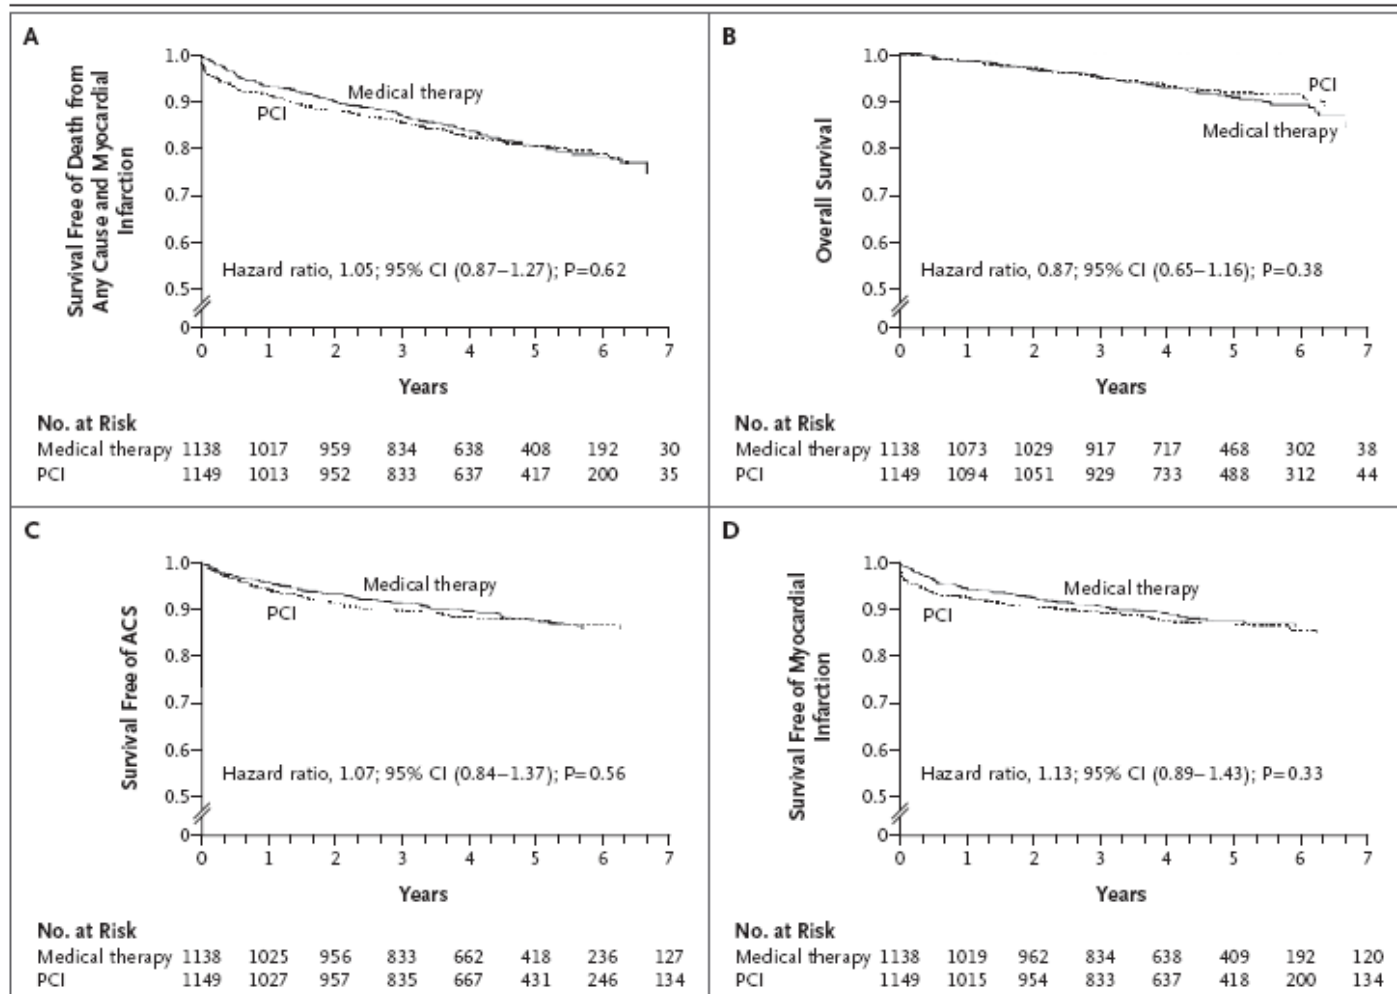 A
Survival Free of Death from
Any Cause and Myocardial
Infarction
1.0
0.9
0.8
0.7
0.6
0.5
0
Medical therapy
PCI
Hazard ratio, 1.05; 95% CI (0.87–1.27); P=0.62
0 1 2 3 4 5 6 7
Years
No. at Risk
Medical therapy 1138 1017 959 834 638 408 192 30
PCI 1149 1013 952 833 637 417 200 35
B
Overall Survival
1.0
0.9
0.8
0.7
0.6
0.5
0
PCI
Medical therapy
Hazard ratio, 0.87; 95% CI (0.65–1.16); P=0.38
0 1 2 3 4 5 6 7
Years
No. at Risk
Medical therapy 1138 1073 1029 917 717 468 302 38
PCI 1149 1094 1051 929 733 488 312 44
C
Survival Free of ACS
1.0
0.9
0.8
0.7
0.6
0.5
0
Medical therapy
PCI
Hazard ratio, 1.07; 95% CI (0.84–1.37); P=0.56
0 1 2 3 4 5 6 7
Years
No. at Risk
Medical therapy 1138 1025 956 833 662 418 236 127
PCI 1149 1027 957 835 667 431 246 134
D
Survival Free of Myocardial
Infarction
1.0
0.9
0.8
0.7
0.6
0.5
0
Medical therapy
PCI
Hazard ratio, 1.13; 95% CI (0.89–1.43); P=0.33
0 1 2 3 4 5 6 7
Years
No. at Risk
Medical therapy 1138 1019 962 834 638 409 192 120
PCI 1149 1015 954 833 637 418 200 134